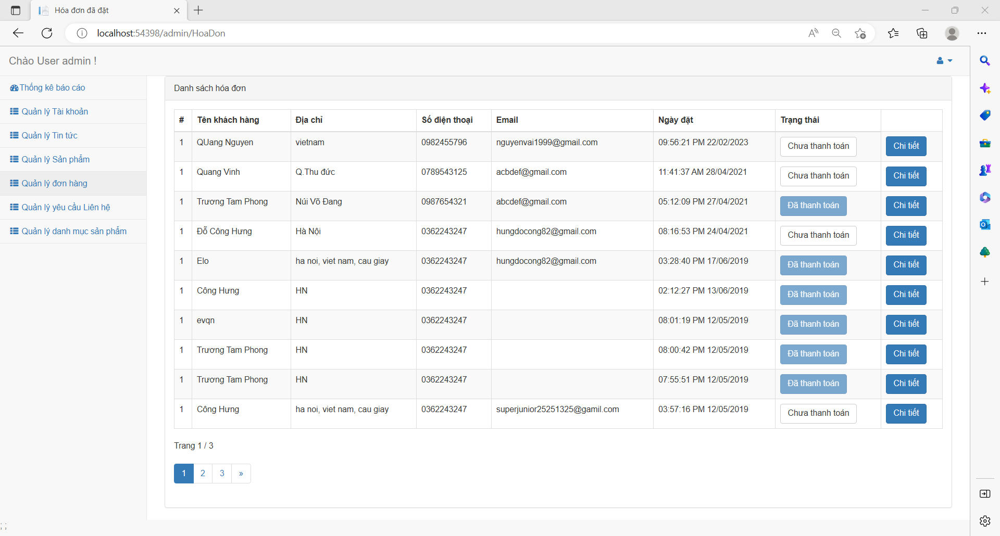 Hóa đơn đã đặt
localhost:54398/admin/HoaDon
Chào User admin !
Thống kê báo cáo
Quản lý Tài khoản
Quản lý Tin tức
Quản lý Sản phẩm
Quản lý đơn hàng
Quản lý yêu cầu Liên hệ
Quản lý danh mục sản phẩm
Danh sách hóa đơn
# Tên khách hàng Địa chỉ Số điện thoại Email Ngày đặt Trạng thái
1 QUang Nguyen vietnam 0982455796 nguyenvai1999@gmail.com 09:56:21 PM 22/02/2023 Chưa thanh toán Chi tiết
1 Quang Vinh Q.Thu đức 0789543125 acbdef@gmail.com 11:41:37 AM 28/04/2021 Chưa thanh toán Chi tiết
1 Trương Tam Phong Núi Võ Đang 0987654321 abcdef@gmail.com 05:12:09 PM 27/04/2021 Đã thanh toán Chi tiết
1 Đỗ Công Hưng Hà Nội 0362243247 hungdocong82@gmail.com 08:16:53 PM 24/04/2021 Chưa thanh toán Chi tiết
1 Elo ha noi, viet nam, cau giay 0362243247 hungdocong82@gmail.com 03:28:40 PM 17/06/2019 Đã thanh toán Chi tiết
1 Công Hưng HN 0362243247 02:12:27 PM 13/06/2019 Đã thanh toán Chi tiết
1 evqn HN 0362243247 08:01:19 PM 12/05/2019 Đã thanh toán Chi tiết
1 Trương Tam Phong HN 0362243247 08:00:42 PM 12/05/2019 Đã thanh toán Chi tiết
1 Trương Tam Phong HN 0362243247 07:55:51 PM 12/05/2019 Đã thanh toán Chi tiết
1 Công Hưng ha noi, viet nam, cau giay 0362243247 superjunior25251325@gamil.com 03:57:16 PM 12/05/2019 Chưa thanh toán Chi tiết
Trang 1 / 3
1 2 3 »
; ;